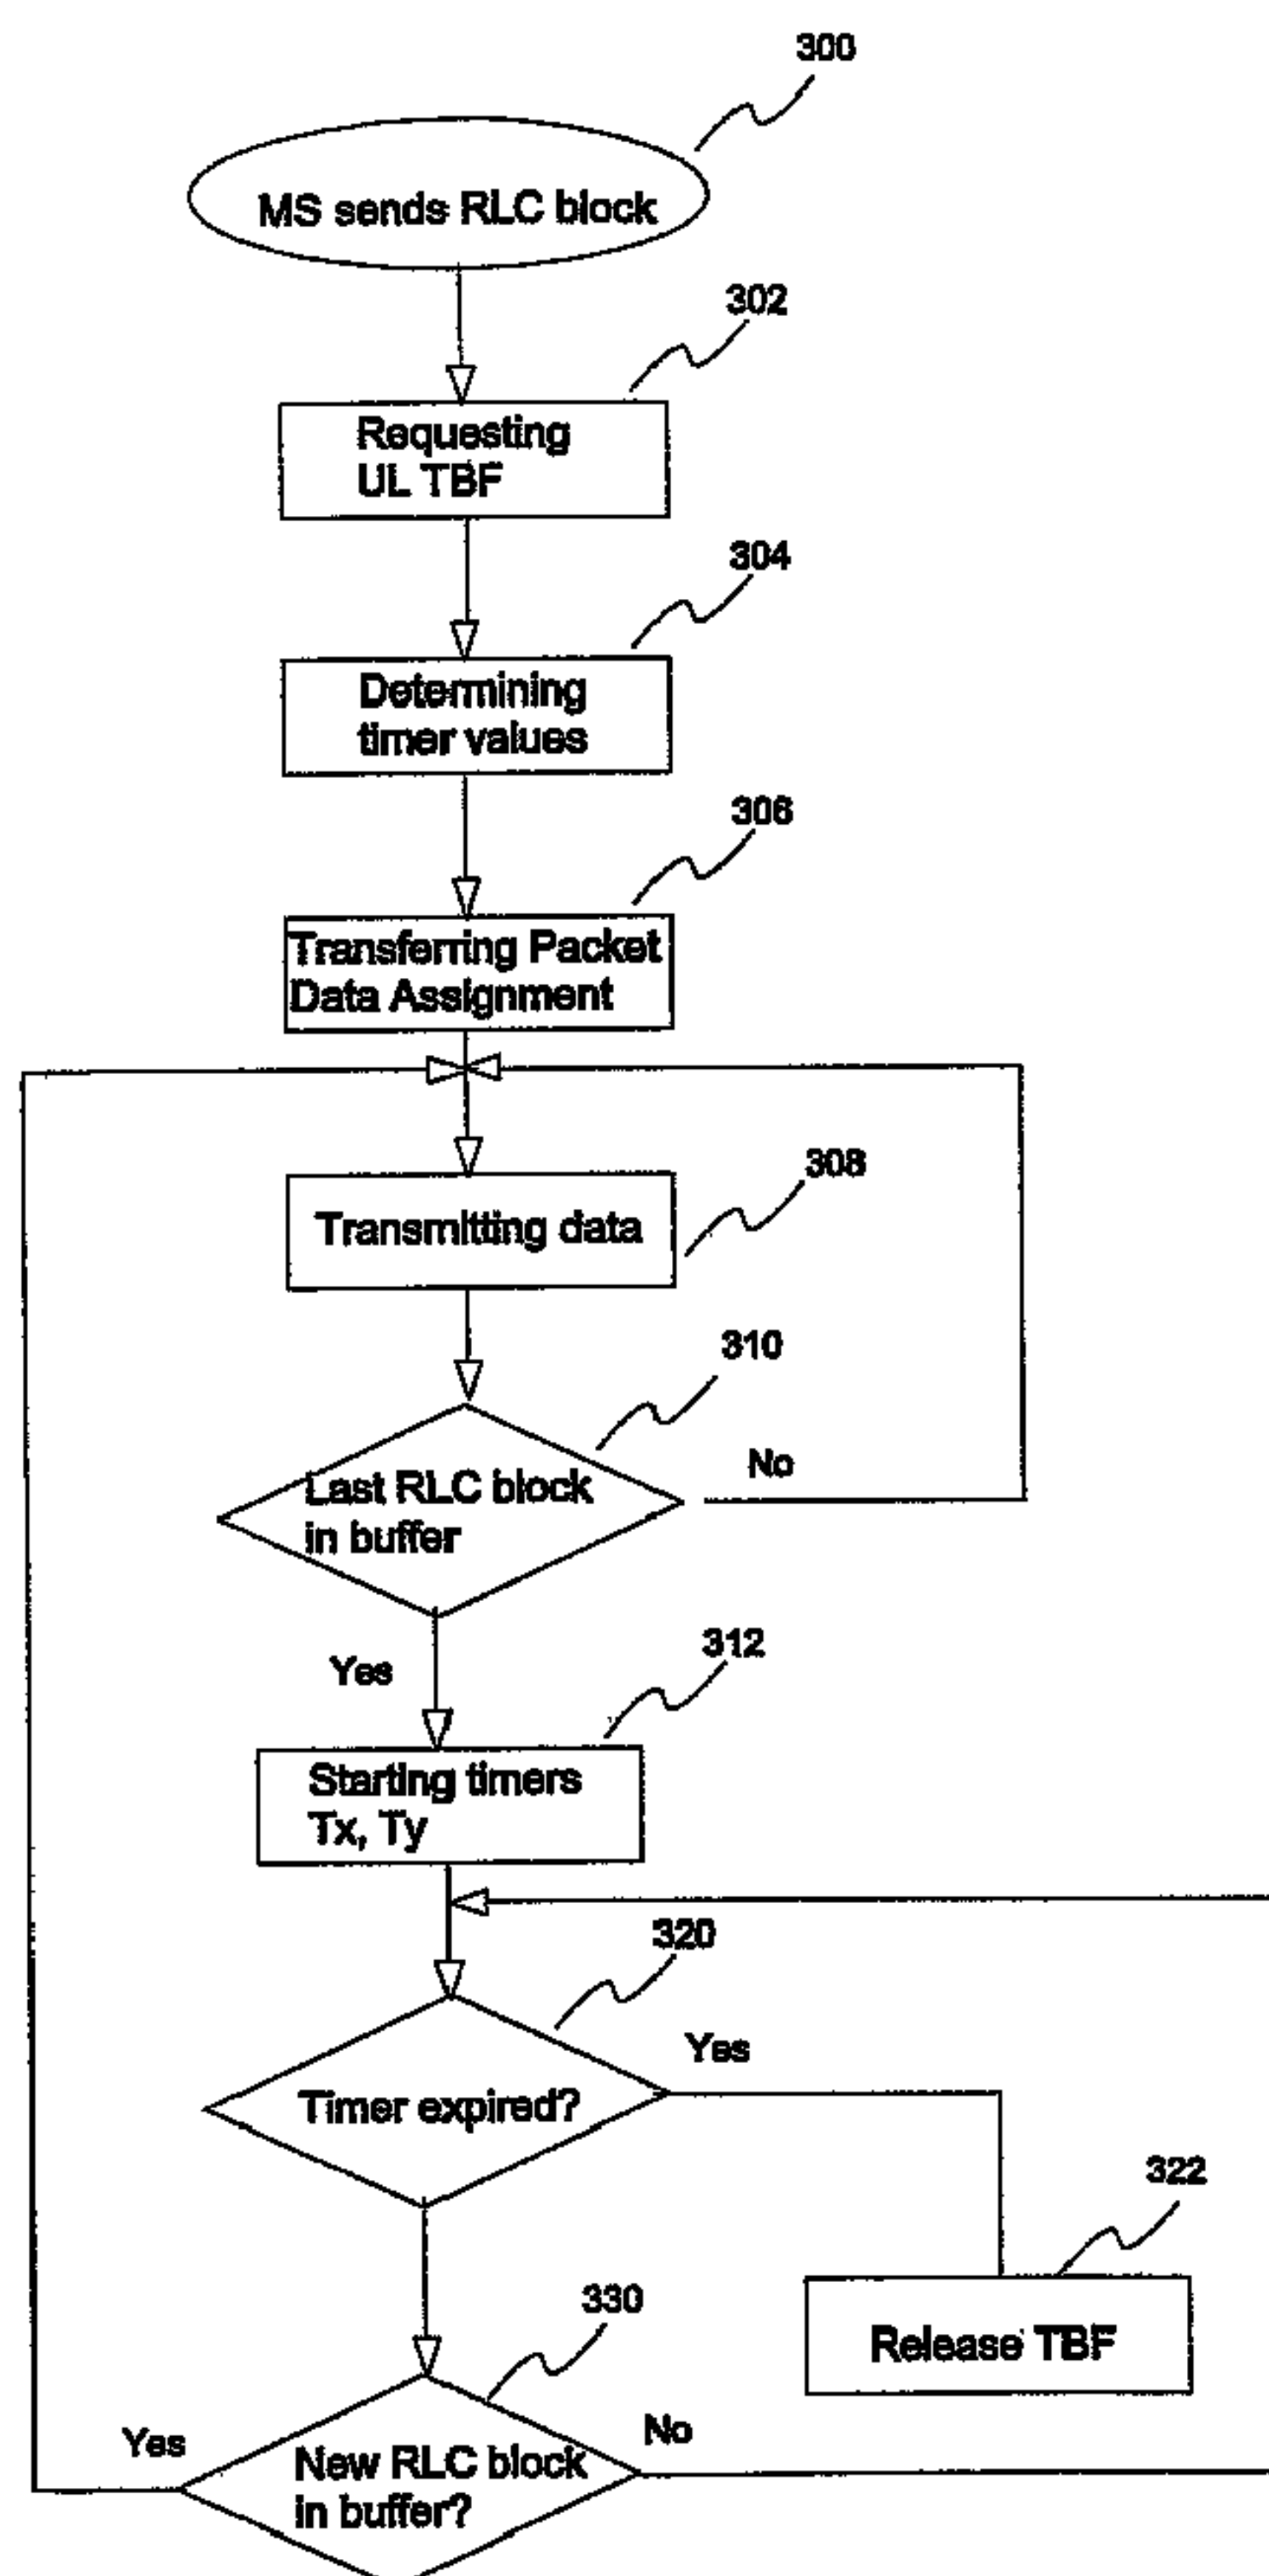 300
MS sends RLC block
302
Requesting
UL TBF
304
Determining
timer values
306
Transferring Packet
Data Assignment
308
Transmitting data
310
Last RLC block
in buffer
No
Yes
312
Starting timers
Tx, Ty
320
Timer expired?
Yes
322
Release TBF
330
New RLC block
in buffer?
Yes
No